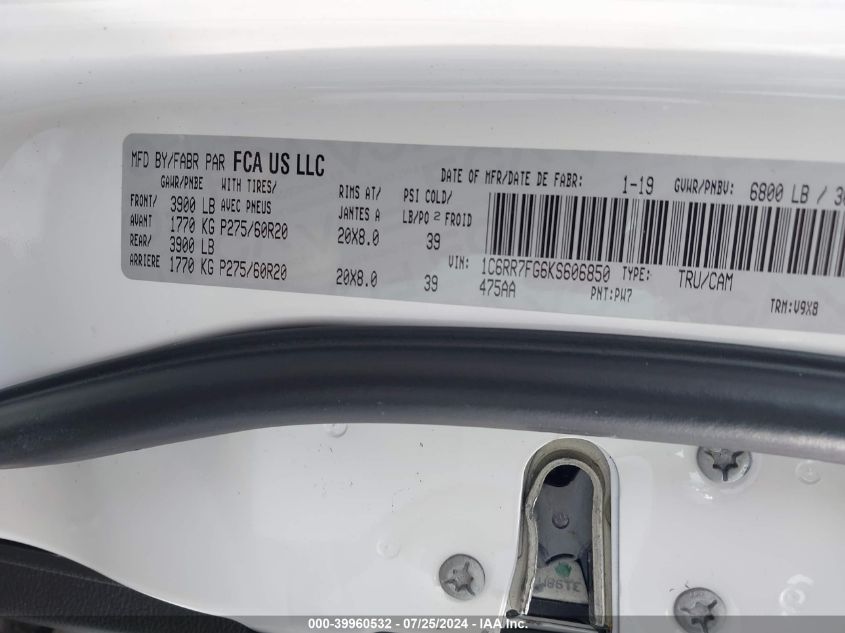 MFD BY/FABR PAR FCA US LLC
DATE OF MFR/DATE DE FABR: 1-19 GVWR/PNBV: 6800 LB /
GAWR/PNBE WITH TIRES/ RIMS AT/ PSI COLD/
FRONT/ 3900 LB AVEC PNEUS JANTES A LB/PO 2 FROID
AVANT 1770 KG P275/60R20 20X8.0 39
REAR/ 3900 LB
ARRIERE 1770 KG P275/60R20 20X8.0 39
VIN: 1C6RR7FG6KS606850 TYPE: TRU/CAM
475AA PNT:PW7 TRM:V9X8
000-39960532 / 07/25/2024 - IAA Inc.